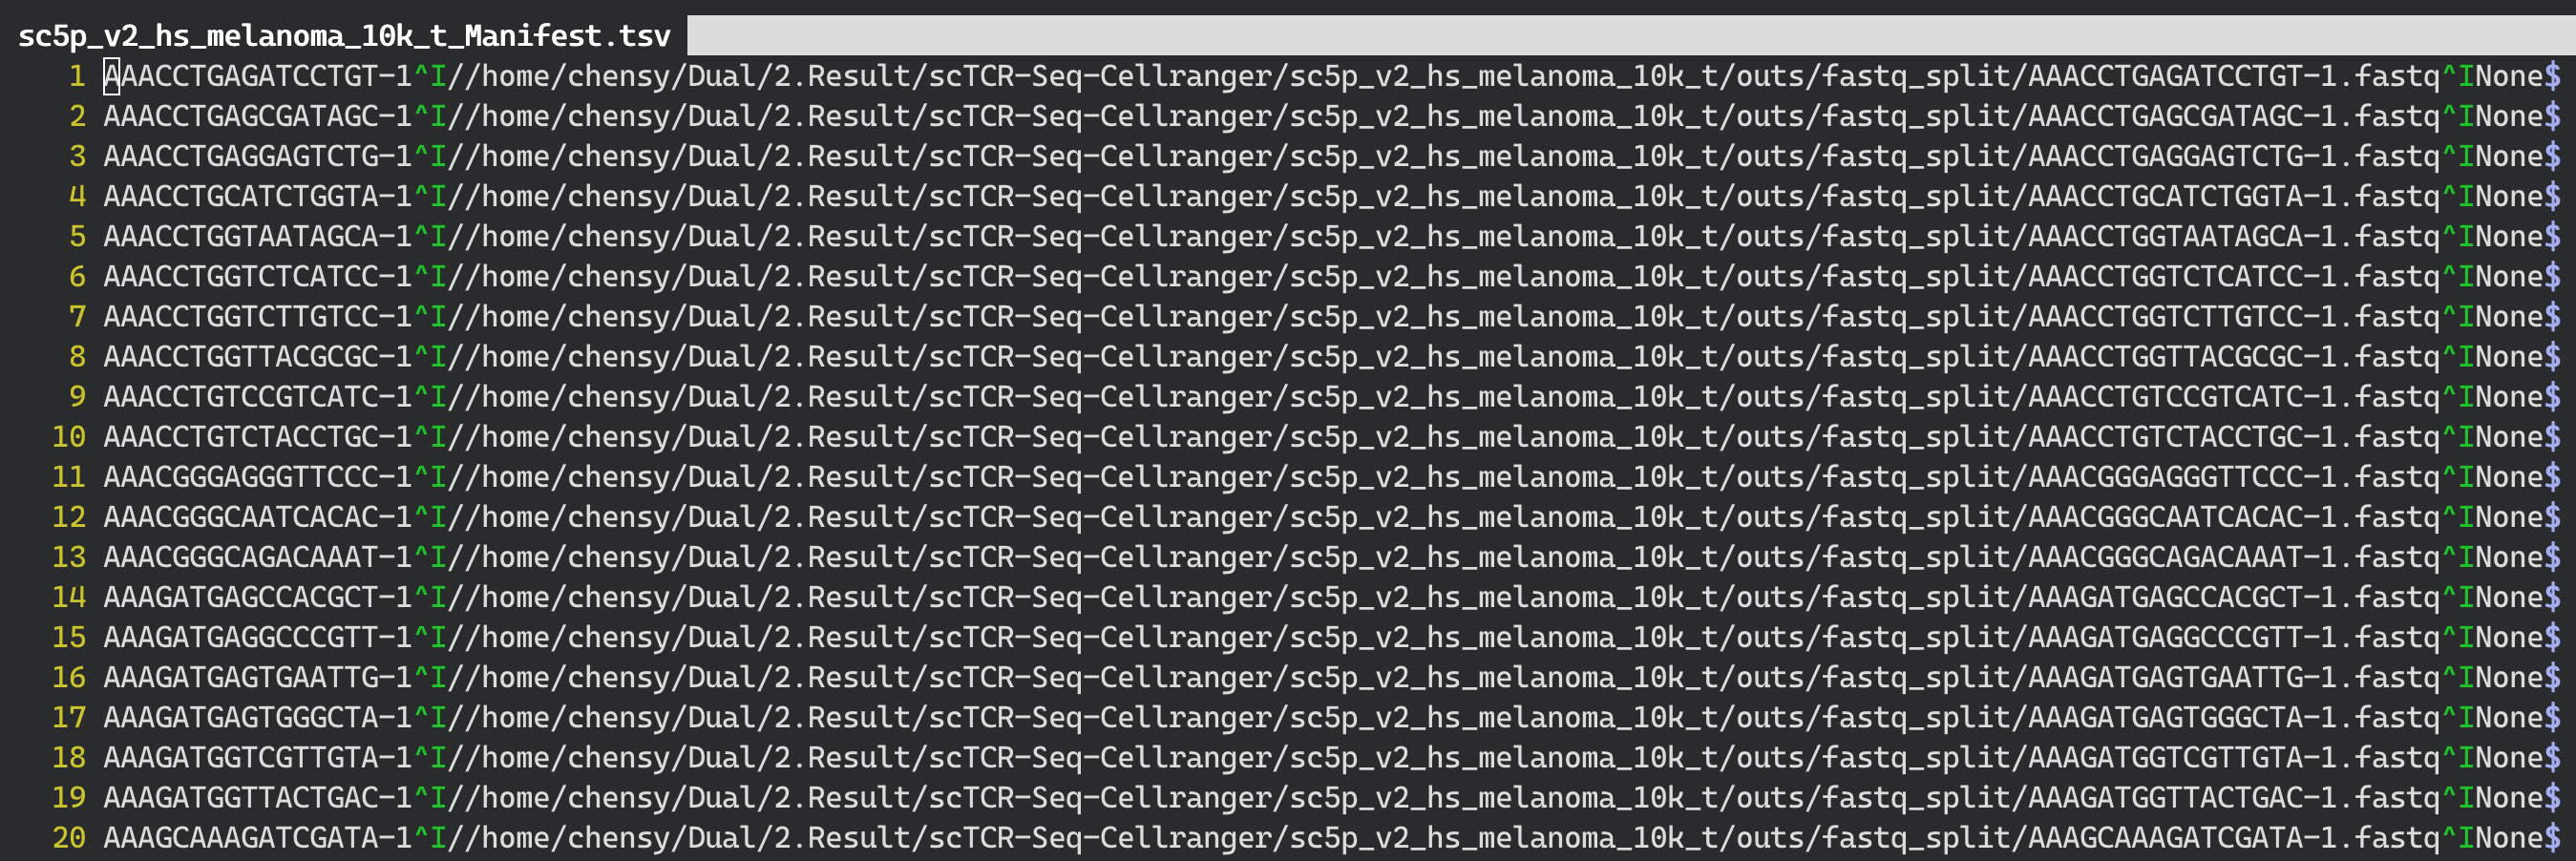 sc5p_v2_hs_melanoma_10k_t_Manifest.tsv
1 AAACCTGAGATCCTGT-1^I//home/chensy/Dual/2.Result/scTCR-Seq-Cellranger/sc5p_v2_hs_melanoma_10k_t/outs/fastq_split/AAACCTGAGATCCTGT-1.fastq^INone$
2 AAACCTGAGCGATAGC-1^I//home/chensy/Dual/2.Result/scTCR-Seq-Cellranger/sc5p_v2_hs_melanoma_10k_t/outs/fastq_split/AAACCTGAGCGATAGC-1.fastq^INone$
3 AAACCTGAGGAGTCTG-1^I//home/chensy/Dual/2.Result/scTCR-Seq-Cellranger/sc5p_v2_hs_melanoma_10k_t/outs/fastq_split/AAACCTGAGGAGTCTG-1.fastq^INone$
4 AAACCTGCATCTGGTA-1^I//home/chensy/Dual/2.Result/scTCR-Seq-Cellranger/sc5p_v2_hs_melanoma_10k_t/outs/fastq_split/AAACCTGCATCTGGTA-1.fastq^INone$
5 AAACCTGGTAATAGCA-1^I//home/chensy/Dual/2.Result/scTCR-Seq-Cellranger/sc5p_v2_hs_melanoma_10k_t/outs/fastq_split/AAACCTGGTAATAGCA-1.fastq^INone$
6 AAACCTGGTCTCATCC-1^I//home/chensy/Dual/2.Result/scTCR-Seq-Cellranger/sc5p_v2_hs_melanoma_10k_t/outs/fastq_split/AAACCTGGTCTCATCC-1.fastq^INone$
7 AAACCTGGTCTTGTCC-1^I//home/chensy/Dual/2.Result/scTCR-Seq-Cellranger/sc5p_v2_hs_melanoma_10k_t/outs/fastq_split/AAACCTGGTCTTGTCC-1.fastq^INone$
8 AAACCTGGTTACGCGC-1^I//home/chensy/Dual/2.Result/scTCR-Seq-Cellranger/sc5p_v2_hs_melanoma_10k_t/outs/fastq_split/AAACCTGGTTACGCGC-1.fastq^INone$
9 AAACCTGTCCGTCATC-1^I//home/chensy/Dual/2.Result/scTCR-Seq-Cellranger/sc5p_v2_hs_melanoma_10k_t/outs/fastq_split/AAACCTGTCCGTCATC-1.fastq^INone$
10 AAACCTGTCTACCTGC-1^I//home/chensy/Dual/2.Result/scTCR-Seq-Cellranger/sc5p_v2_hs_melanoma_10k_t/outs/fastq_split/AAACCTGTCTACCTGC-1.fastq^INone$
11 AAACGGGAGGGTTCCC-1^I//home/chensy/Dual/2.Result/scTCR-Seq-Cellranger/sc5p_v2_hs_melanoma_10k_t/outs/fastq_split/AAACGGGAGGGTTCCC-1.fastq^INone$
12 AAACGGGCAATCACAC-1^I//home/chensy/Dual/2.Result/scTCR-Seq-Cellranger/sc5p_v2_hs_melanoma_10k_t/outs/fastq_split/AAACGGGCAATCACAC-1.fastq^INone$
13 AAACGGGCAGACAAAT-1^I//home/chensy/Dual/2.Result/scTCR-Seq-Cellranger/sc5p_v2_hs_melanoma_10k_t/outs/fastq_split/AAACGGGCAGACAAAT-1.fastq^INone$
14 AAAGATGAGCCACGCT-1^I//home/chensy/Dual/2.Result/scTCR-Seq-Cellranger/sc5p_v2_hs_melanoma_10k_t/outs/fastq_split/AAAGATGAGCCACGCT-1.fastq^INone$
15 AAAGATGAGGCCCGTT-1^I//home/chensy/Dual/2.Result/scTCR-Seq-Cellranger/sc5p_v2_hs_melanoma_10k_t/outs/fastq_split/AAAGATGAGGCCCGTT-1.fastq^INone$
16 AAAGATGAGTGAATTG-1^I//home/chensy/Dual/2.Result/scTCR-Seq-Cellranger/sc5p_v2_hs_melanoma_10k_t/outs/fastq_split/AAAGATGAGTGAATTG-1.fastq^INone$
17 AAAGATGAGTGGGCTA-1^I//home/chensy/Dual/2.Result/scTCR-Seq-Cellranger/sc5p_v2_hs_melanoma_10k_t/outs/fastq_split/AAAGATGAGTGGGCTA-1.fastq^INone$
18 AAAGATGGTCGTTGTA-1^I//home/chensy/Dual/2.Result/scTCR-Seq-Cellranger/sc5p_v2_hs_melanoma_10k_t/outs/fastq_split/AAAGATGGTCGTTGTA-1.fastq^INone$
19 AAAGATGGTTACTGAC-1^I//home/chensy/Dual/2.Result/scTCR-Seq-Cellranger/sc5p_v2_hs_melanoma_10k_t/outs/fastq_split/AAAGATGGTTACTGAC-1.fastq^INone$
20 AAAGCAAAGATCGATA-1^I//home/chensy/Dual/2.Result/scTCR-Seq-Cellranger/sc5p_v2_hs_melanoma_10k_t/outs/fastq_split/AAAGCAAAGATCGATA-1.fastq^INone$